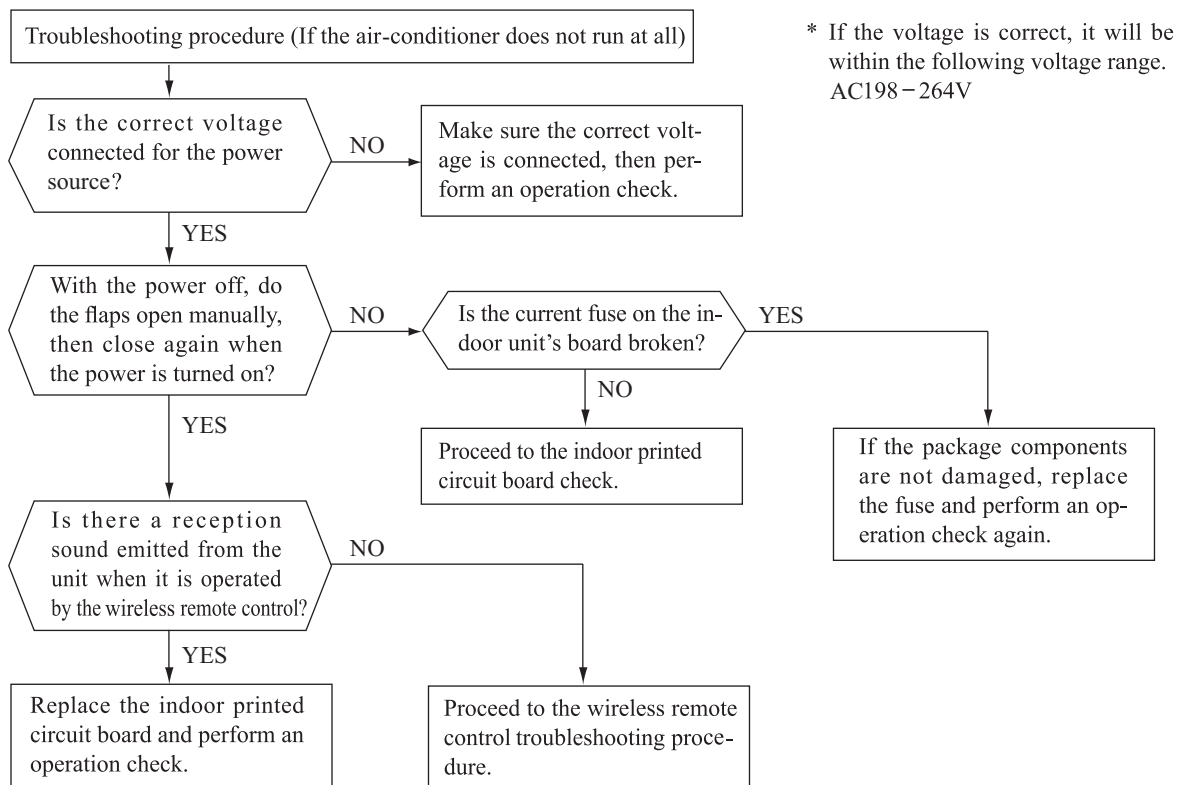 Troubleshooting procedure (If the air-conditioner does not run at all)
* If the voltage is correct, it will be
within the following voltage range.
AC198-264V
Is the correct voltage
connected for the power
source?
NO
Make sure the correct volt-
age is connected, then per-
form an operation check.
YES
With the power off, do
the flaps open manually,
then close again when
the power is turned on?
NO
Is the current fuse on the in-
door unit's board broken?
YES
NO
YES
Proceed to the indoor printed
circuit board check.
If the package components
are not damaged, replace
the fuse and perform an op-
eration check again.
Is there a reception
sound emitted from the
unit when it is operated
by the wireless remote control?
NO
YES
Replace the indoor printed
circuit board and perform an
operation check.
Proceed to the wireless remote
control troubleshooting proce-
dure.